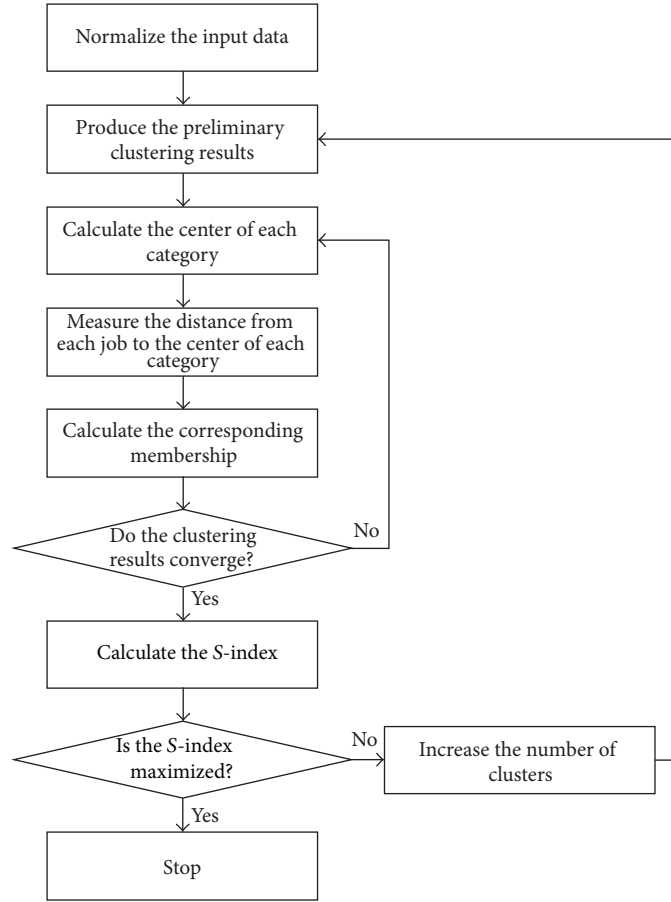 Normalize the input data
Produce the preliminary
clustering results
Calculate the center of each
category
Measure the distance from
each job to the center of each
category
Calculate the corresponding
membership
Do the clustering
results converge?
No
Yes
Calculate the S-index
Is the S-index
maximized?
No
Increase the number of
clusters
Yes
Stop